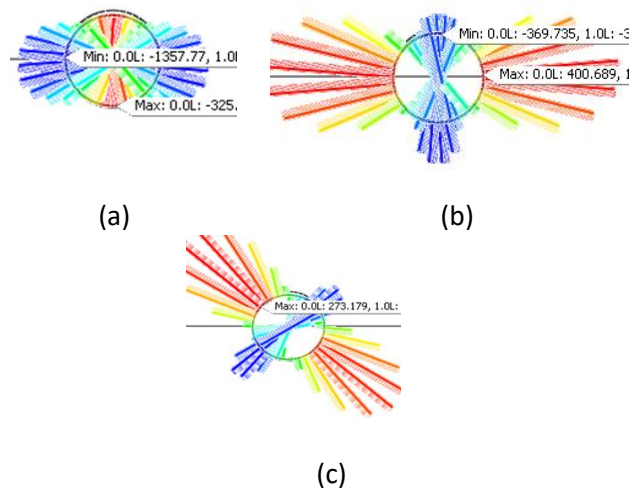 Min: 0.0L: -1357.77, 1.0l
Max: 0.0L: -325.
Min: 0.0L: -369.735, 1.0L: -3
Max: 0.0L: 400.689, 1
(a)
(b)
Max: 0.0L: 273.179, 1.0L:
(c)